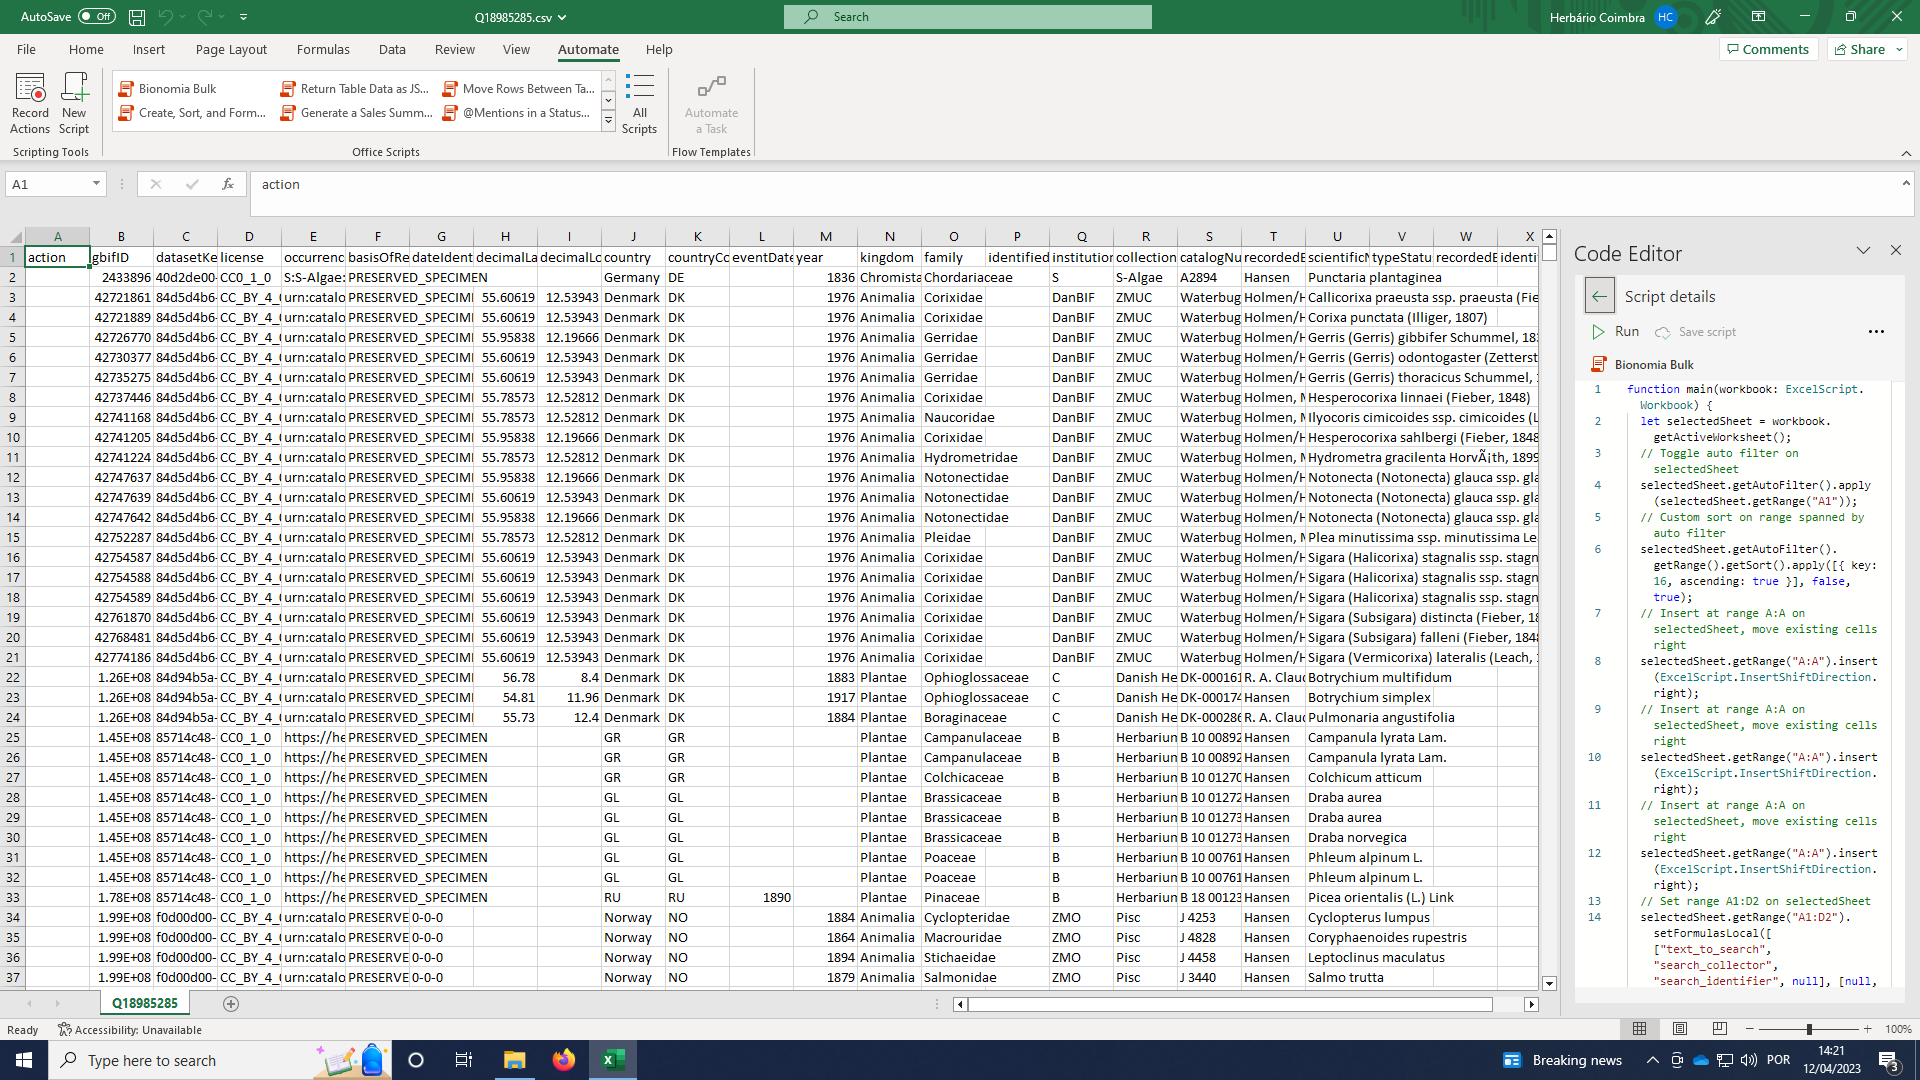 AutoSave Off Q18985285.csv Search Herbário Coimbra HC
File Home Insert Page Layout Formulas Data Review View Automate Help Comments Share
Record Actions New Script Bionomia Bulk Return Table Data as JS... Move Rows Between Ta... All Scripts Automate a Task
Create, Sort, and Form... Generate a Sales Summ... @Mentions in a Status...
Scripting Tools Office Scripts Flow Templates
A1 fx action
A B C D E F G H I J K L M N O P Q R S T U V W X
1 action gbifID datasetKe license occurrenc basisOfRe dateIdent decimalLa decimalLo country countryCo eventDate year kingdom family identified institution collection catalogNu recordedB scientificN typeStatu recordedB identi
2 2433896 40d2de00- CC0_1_0 S:S-Algae: PRESERVED_SPECIMEN Germany DE 1836 Chromista Chordariaceae S S-Algae A2894 Hansen Punctaria plantaginea
3 42721861 84d5d4b6- CC_BY_4_ urn:catalo PRESERVED_SPECIMI 55.60619 12.53943 Denmark DK 1976 Animalia Corixidae DanBIF ZMUC Waterbug Holmen/H Callicorixa praeusta ssp. praeusta (Fie
4 42721889 84d5d4b6- CC_BY_4_ urn:catalo PRESERVED_SPECIMI 55.60619 12.53943 Denmark DK 1976 Animalia Corixidae DanBIF ZMUC Waterbug Holmen/H Corixa punctata (Illiger, 1807)
5 42726770 84d5d4b6- CC_BY_4_ urn:catalo PRESERVED_SPECIMI 55.95838 12.19666 Denmark DK 1976 Animalia Gerridae DanBIF ZMUC Waterbug Holmen/H Gerris (Gerris) gibbifer Schummel, 183
6 42730377 84d5d4b6- CC_BY_4_ urn:catalo PRESERVED_SPECIMI 55.60619 12.53943 Denmark DK 1976 Animalia Gerridae DanBIF ZMUC Waterbug Holmen/H Gerris (Gerris) odontogaster (Zetterst
7 42735275 84d5d4b6- CC_BY_4_ urn:catalo PRESERVED_SPECIMI 55.60619 12.53943 Denmark DK 1976 Animalia Gerridae DanBIF ZMUC Waterbug Holmen/H Gerris (Gerris) thoracicus Schummel,
8 42737446 84d5d4b6- CC_BY_4_ urn:catalo PRESERVED_SPECIMI 55.78573 12.52812 Denmark DK 1976 Animalia Corixidae DanBIF ZMUC Waterbug Holmen, M Hesperocorixa linnaei (Fieber, 1848)
9 42741168 84d5d4b6- CC_BY_4_ urn:catalo PRESERVED_SPECIMI 55.78573 12.52812 Denmark DK 1975 Animalia Naucoridae DanBIF ZMUC Waterbug Holmen, M Ilyocoris cimicoides ssp. cimicoides (L
10 42741205 84d5d4b6- CC_BY_4_ urn:catalo PRESERVED_SPECIMI 55.95838 12.19666 Denmark DK 1976 Animalia Corixidae DanBIF ZMUC Waterbug Holmen/H Hesperocorixa sahlbergi (Fieber, 1848
11 42741224 84d5d4b6- CC_BY_4_ urn:catalo PRESERVED_SPECIMI 55.78573 12.52812 Denmark DK 1976 Animalia Hydrometridae DanBIF ZMUC Waterbug Holmen, M Hydrometra gracilenta HorvÃ¡th, 1899
12 42747637 84d5d4b6- CC_BY_4_ urn:catalo PRESERVED_SPECIMI 55.95838 12.19666 Denmark DK 1976 Animalia Notonectidae DanBIF ZMUC Waterbug Holmen/H Notonecta (Notonecta) glauca ssp. gla
13 42747639 84d5d4b6- CC_BY_4_ urn:catalo PRESERVED_SPECIMI 55.60619 12.53943 Denmark DK 1976 Animalia Notonectidae DanBIF ZMUC Waterbug Holmen/H Notonecta (Notonecta) glauca ssp. gla
14 42747642 84d5d4b6- CC_BY_4_ urn:catalo PRESERVED_SPECIMI 55.95838 12.19666 Denmark DK 1976 Animalia Notonectidae DanBIF ZMUC Waterbug Holmen/H Notonecta (Notonecta) glauca ssp. gla
15 42752287 84d5d4b6- CC_BY_4_ urn:catalo PRESERVED_SPECIMI 55.78573 12.52812 Denmark DK 1976 Animalia Pleidae DanBIF ZMUC Waterbug Holmen, M Plea minutissima ssp. minutissima Le
16 42754587 84d5d4b6- CC_BY_4_ urn:catalo PRESERVED_SPECIMI 55.60619 12.53943 Denmark DK 1976 Animalia Corixidae DanBIF ZMUC Waterbug Holmen/H Sigara (Halicorixa) stagnalis ssp. stagn
17 42754588 84d5d4b6- CC_BY_4_ urn:catalo PRESERVED_SPECIMI 55.60619 12.53943 Denmark DK 1976 Animalia Corixidae DanBIF ZMUC Waterbug Holmen/H Sigara (Halicorixa) stagnalis ssp. stagn
18 42754589 84d5d4b6- CC_BY_4_ urn:catalo PRESERVED_SPECIMI 55.60619 12.53943 Denmark DK 1976 Animalia Corixidae DanBIF ZMUC Waterbug Holmen/H Sigara (Halicorixa) stagnalis ssp. stagn
19 42761870 84d5d4b6- CC_BY_4_ urn:catalo PRESERVED_SPECIMI 55.60619 12.53943 Denmark DK 1976 Animalia Corixidae DanBIF ZMUC Waterbug Holmen/H Sigara (Subsigara) distincta (Fieber, 18
20 42768481 84d5d4b6- CC_BY_4_ urn:catalo PRESERVED_SPECIMI 55.60619 12.53943 Denmark DK 1976 Animalia Corixidae DanBIF ZMUC Waterbug Holmen/H Sigara (Subsigara) falleni (Fieber, 1848
21 42774186 84d5d4b6- CC_BY_4_ urn:catalo PRESERVED_SPECIMI 55.60619 12.53943 Denmark DK 1976 Animalia Corixidae DanBIF ZMUC Waterbug Holmen/H Sigara (Vermicorixa) lateralis (Leach,
22 1.26E+08 84d94b5a- CC_BY_4_ urn:catalo PRESERVED_SPECIMI 56.78 8.4 Denmark DK 1883 Plantae Ophioglossaceae C Danish He DK-000161 R. A. Clauc Botrychium multifidum
23 1.26E+08 84d94b5a- CC_BY_4_ urn:catalo PRESERVED_SPECIMI 54.81 11.96 Denmark DK 1917 Plantae Ophioglossaceae C Danish He DK-000174 Hansen Botrychium simplex
24 1.26E+08 84d94b5a- CC_BY_4_ urn:catalo PRESERVED_SPECIMI 55.73 12.4 Denmark DK 1884 Plantae Boraginaceae C Danish He DK-000286 R. A. Clauc Pulmonaria angustifolia
25 1.45E+08 85714c48- CC0_1_0 https://he PRESERVED_SPECIMEN GR GR Plantae Campanulaceae B Herbariun B 10 00892 Hansen Campanula lyrata Lam.
26 1.45E+08 85714c48- CC0_1_0 https://he PRESERVED_SPECIMEN GR GR Plantae Campanulaceae B Herbariun B 10 00892 Hansen Campanula lyrata Lam.
27 1.45E+08 85714c48- CC0_1_0 https://he PRESERVED_SPECIMEN GR GR Plantae Colchicaceae B Herbariun B 10 01270 Hansen Colchicum atticum
28 1.45E+08 85714c48- CC0_1_0 https://he PRESERVED_SPECIMEN GL GL Plantae Brassicaceae B Herbariun B 10 01272 Hansen Draba aurea
29 1.45E+08 85714c48- CC0_1_0 https://he PRESERVED_SPECIMEN GL GL Plantae Brassicaceae B Herbariun B 10 01273 Hansen Draba aurea
30 1.45E+08 85714c48- CC0_1_0 https://he PRESERVED_SPECIMEN GL GL Plantae Brassicaceae B Herbariun B 10 01273 Hansen Draba norvegica
31 1.45E+08 85714c48- CC0_1_0 https://he PRESERVED_SPECIMEN GL GL Plantae Poaceae B Herbariun B 10 00761 Hansen Phleum alpinum L.
32 1.45E+08 85714c48- CC0_1_0 https://he PRESERVED_SPECIMEN GL GL Plantae Poaceae B Herbariun B 10 00761 Hansen Phleum alpinum L.
33 1.78E+08 85714c48- CC0_1_0 https://he PRESERVED_SPECIMEN RU RU 1890 Plantae Pinaceae B Herbariun B 18 00123 Hansen Picea orientalis (L.) Link
34 1.99E+08 f0d00d00- CC_BY_4_ urn:catalo PRESERVE 0-0-0 Norway NO 1884 Animalia Cyclopteridae ZMO Pisc J 4253 Hansen Cyclopterus lumpus
35 1.99E+08 f0d00d00- CC_BY_4_ urn:catalo PRESERVE 0-0-0 Norway NO 1864 Animalia Macrouridae ZMO Pisc J 4828 Hansen Coryphaenoides rupestris
36 1.99E+08 f0d00d00- CC_BY_4_ urn:catalo PRESERVE 0-0-0 Norway NO 1894 Animalia Stichaeidae ZMO Pisc J 4458 Hansen Leptoclinus maculatus
37 1.99E+08 f0d00d00- CC_BY_4_ urn:catalo PRESERVE 0-0-0 Norway NO 1879 Animalia Salmonidae ZMO Pisc J 3440 Hansen Salmo trutta
Q18985285
Code Editor
Script details
Run Save script ...
Bionomia Bulk
1 function main(workbook: ExcelScript.
Workbook) {
2 let selectedSheet = workbook.
getActiveWorksheet();
3 // Toggle auto filter on
selectedSheet
4 selectedSheet.getAutoFilter().apply
(selectedSheet.getRange("A1"));
5 // Custom sort on range spanned by
auto filter
6 selectedSheet.getAutoFilter().
getRange().getSort().apply([{ key:
16, ascending: true }], false,
true);
7 // Insert at range A:A on
selectedSheet, move existing cells
right
8 selectedSheet.getRange("A:A").insert
(ExcelScript.InsertShiftDirection.
right);
9 // Insert at range A:A on
selectedSheet, move existing cells
right
10 selectedSheet.getRange("A:A").insert
(ExcelScript.InsertShiftDirection.
right);
11 // Insert at range A:A on
selectedSheet, move existing cells
right
12 selectedSheet.getRange("A:A").insert
(ExcelScript.InsertShiftDirection.
right);
13 // Set range A1:D2 on selectedSheet
14 selectedSheet.getRange("A1:D2").
setFormulasLocal([
["text_to_search",
"search_collector",
"search_identifier", null], [null,
Ready Accessibility: Unavailable 100%
Type here to search Breaking news POR 14:21
12/04/2023 3